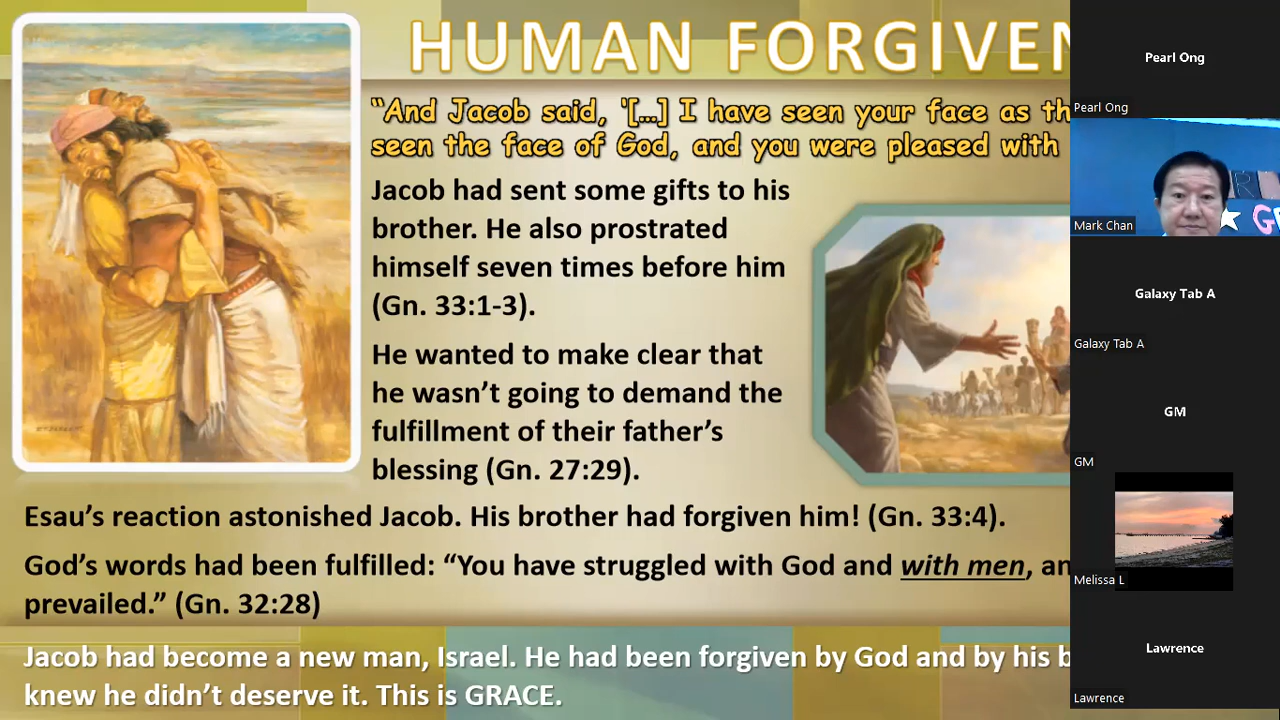 HUMAN FORGIVEN
“And Jacob said, ‘[…] I have seen your face as th
seen the face of God, and you were pleased with
Jacob had sent some gifts to his
brother. He also prostrated
himself seven times before him
(Gn. 33:1-3).
He wanted to make clear that
he wasn’t going to demand the
fulfillment of their father’s
blessing (Gn. 27:29).
Esau’s reaction astonished Jacob. His brother had forgiven him! (Gn. 33:4).
God’s words had been fulfilled: “You have struggled with God and with men, an
prevailed.” (Gn. 32:28)
Jacob had become a new man, Israel. He had been forgiven by God and by his b
knew he didn’t deserve it. This is GRACE.
Pearl Ong
Pearl Ong
Mark Chan
Galaxy Tab A
Galaxy Tab A
GM
GM
Melissa L
Lawrence
Lawrence